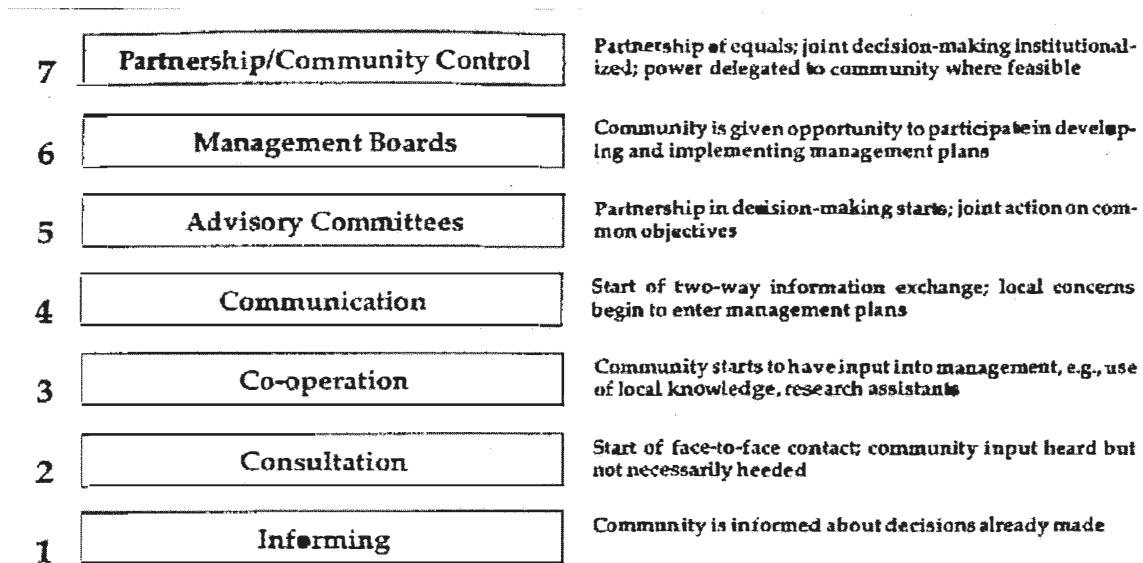 7 Partnership/Community Control
Partnership of equals; joint decision-making institutional-
ized; power delegated to community where feasible
6 Management Boards
Community is given opportunity to participate in develop-
ing and implementing management plans
5 Advisory Committees
Partnership in decision-making starts; joint action on com-
mon objectives
4 Communication
Start of two-way information exchange; local concerns
begin to enter management plans
3 Co-operation
Community starts to have input into management, e.g., use
of local knowledge, research assistants
2 Consultation
Start of face-to-face contact; community input heard but
not necessarily heeded
1 Informing
Community is informed about decisions already made